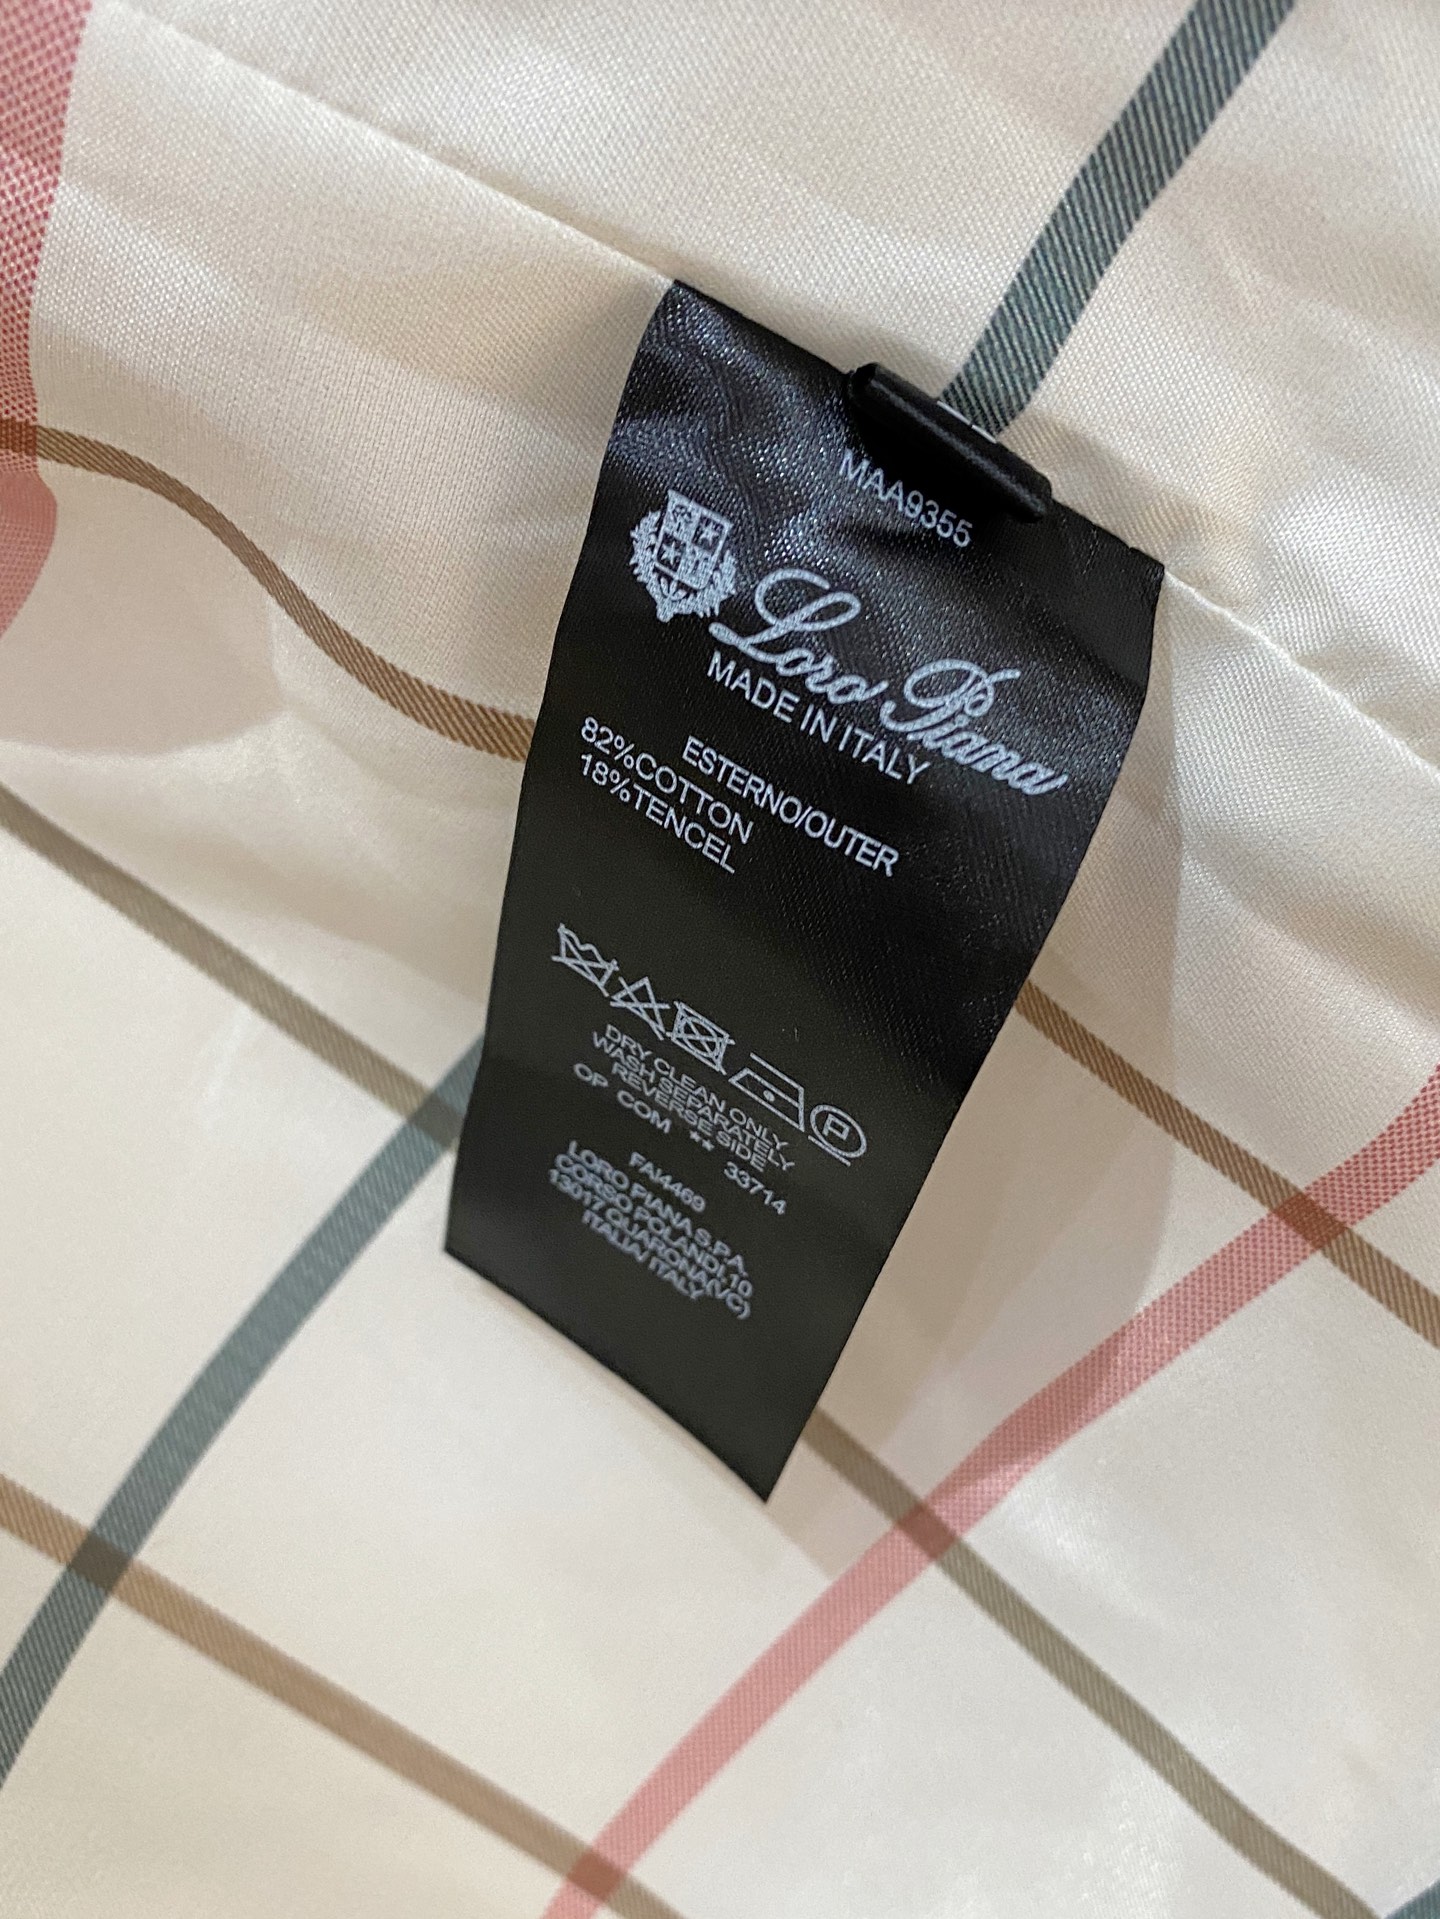 MAA9355
Loro Piana
MADE IN ITALY
ESTERNO/OUTER
82%COTTON
18%TENCEL
P
DRY CLEAN ONLY
WASH SEPARATELY
REVERSE SIDE
OP COM ** 33714
FAI4469
LORO PIANA S.P.A.
CORSO POLANDI,10
13017 QUARONA(VC)
ITALIA/ ITALY